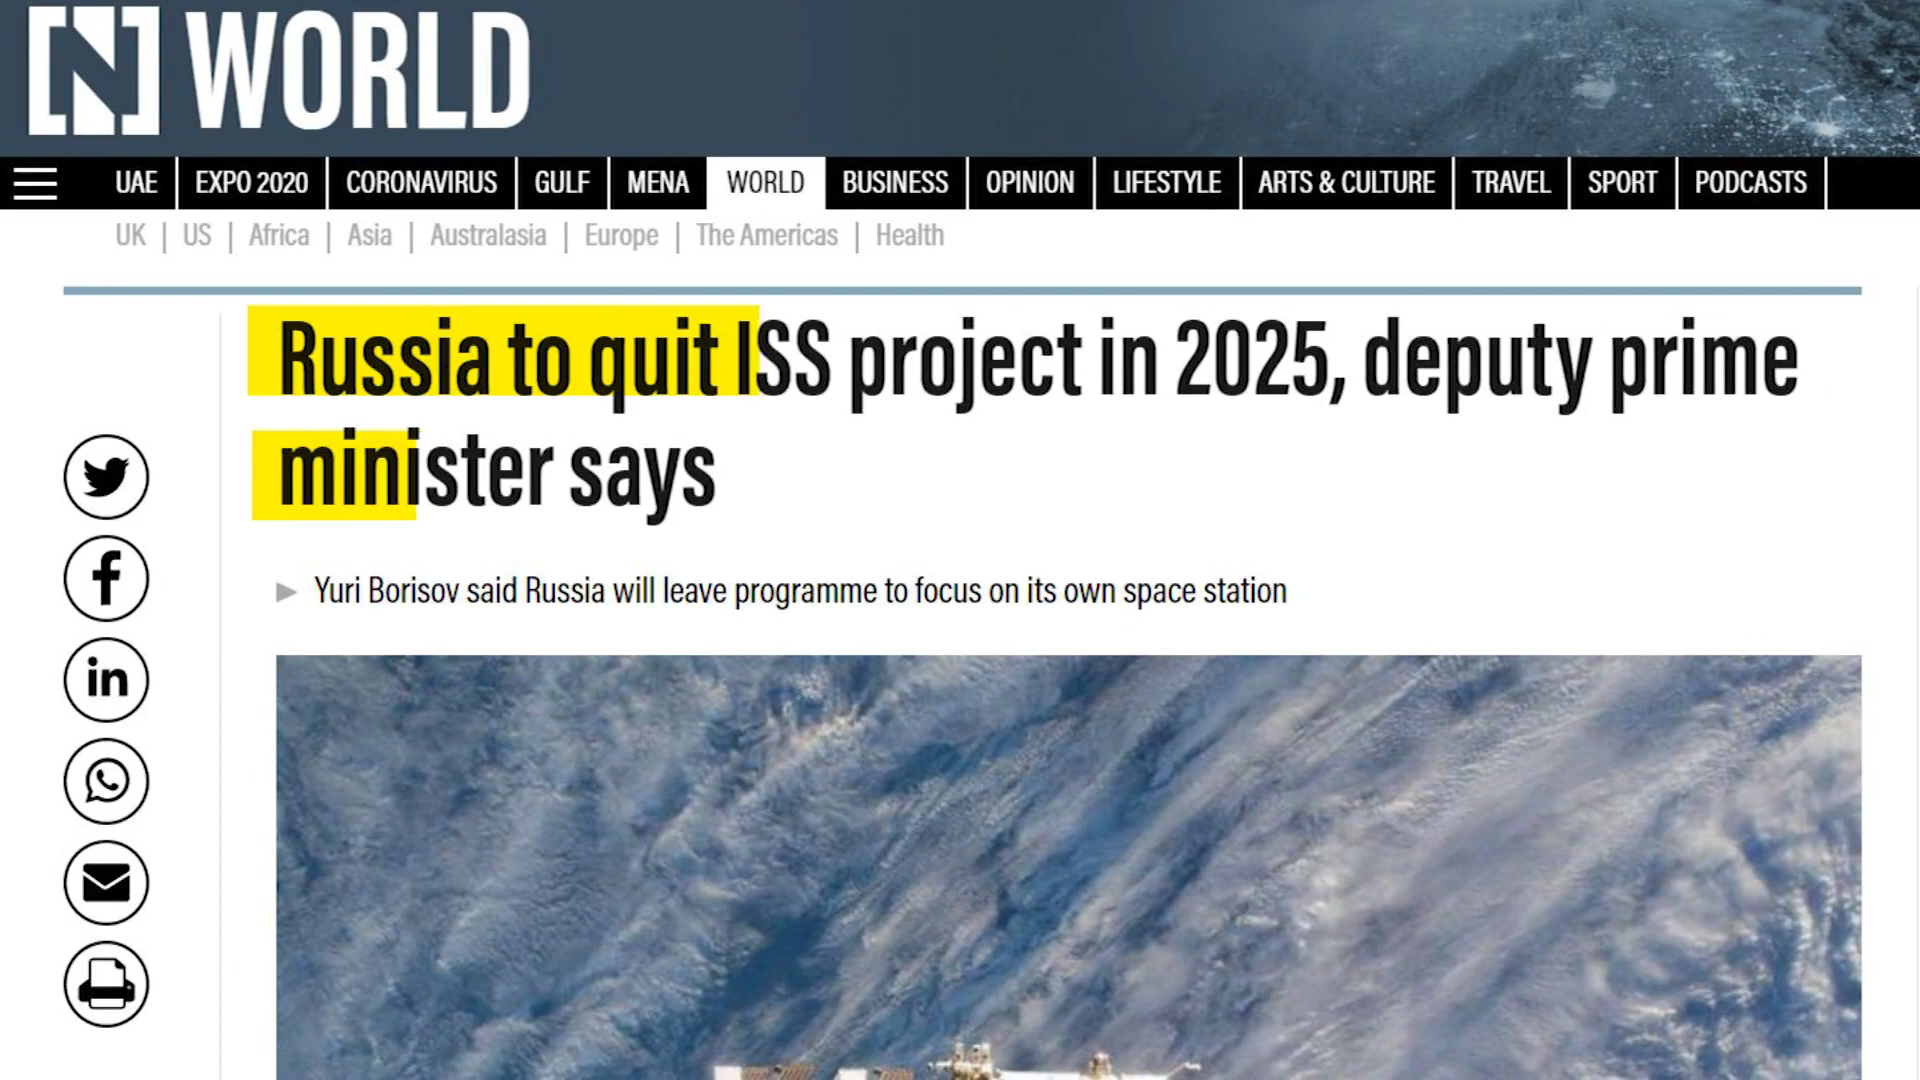 [N] WORLD
UAE EXPO 2020 CORONAVIRUS GULF MENA WORLD BUSINESS OPINION LIFESTYLE ARTS & CULTURE TRAVEL SPORT PODCASTS
UK | US | Africa | Asia | Australasia | Europe | The Americas | Health
Russia to quit ISS project in 2025, deputy prime
minister says
Yuri Borisov said Russia will leave programme to focus on its own space station
in